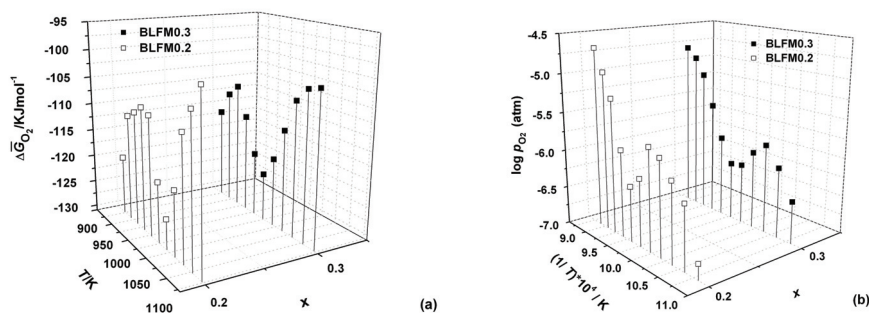 -95
-100
-105
-110
-115
-120
-125
-130
ΔG̅O₂/KJmol⁻¹
BLFM0.3
BLFM0.2
900
950
1000
1050
1100
T/K
0.2
0.3
x
(a)
-4.5
-5.0
-5.5
-6.0
-6.5
-7.0
log pO₂ (atm)
BLFM0.3
BLFM0.2
9.0
9.5
10.0
10.5
11.0
(1/ T)*10⁴ / K
0.2
0.3
x
(b)